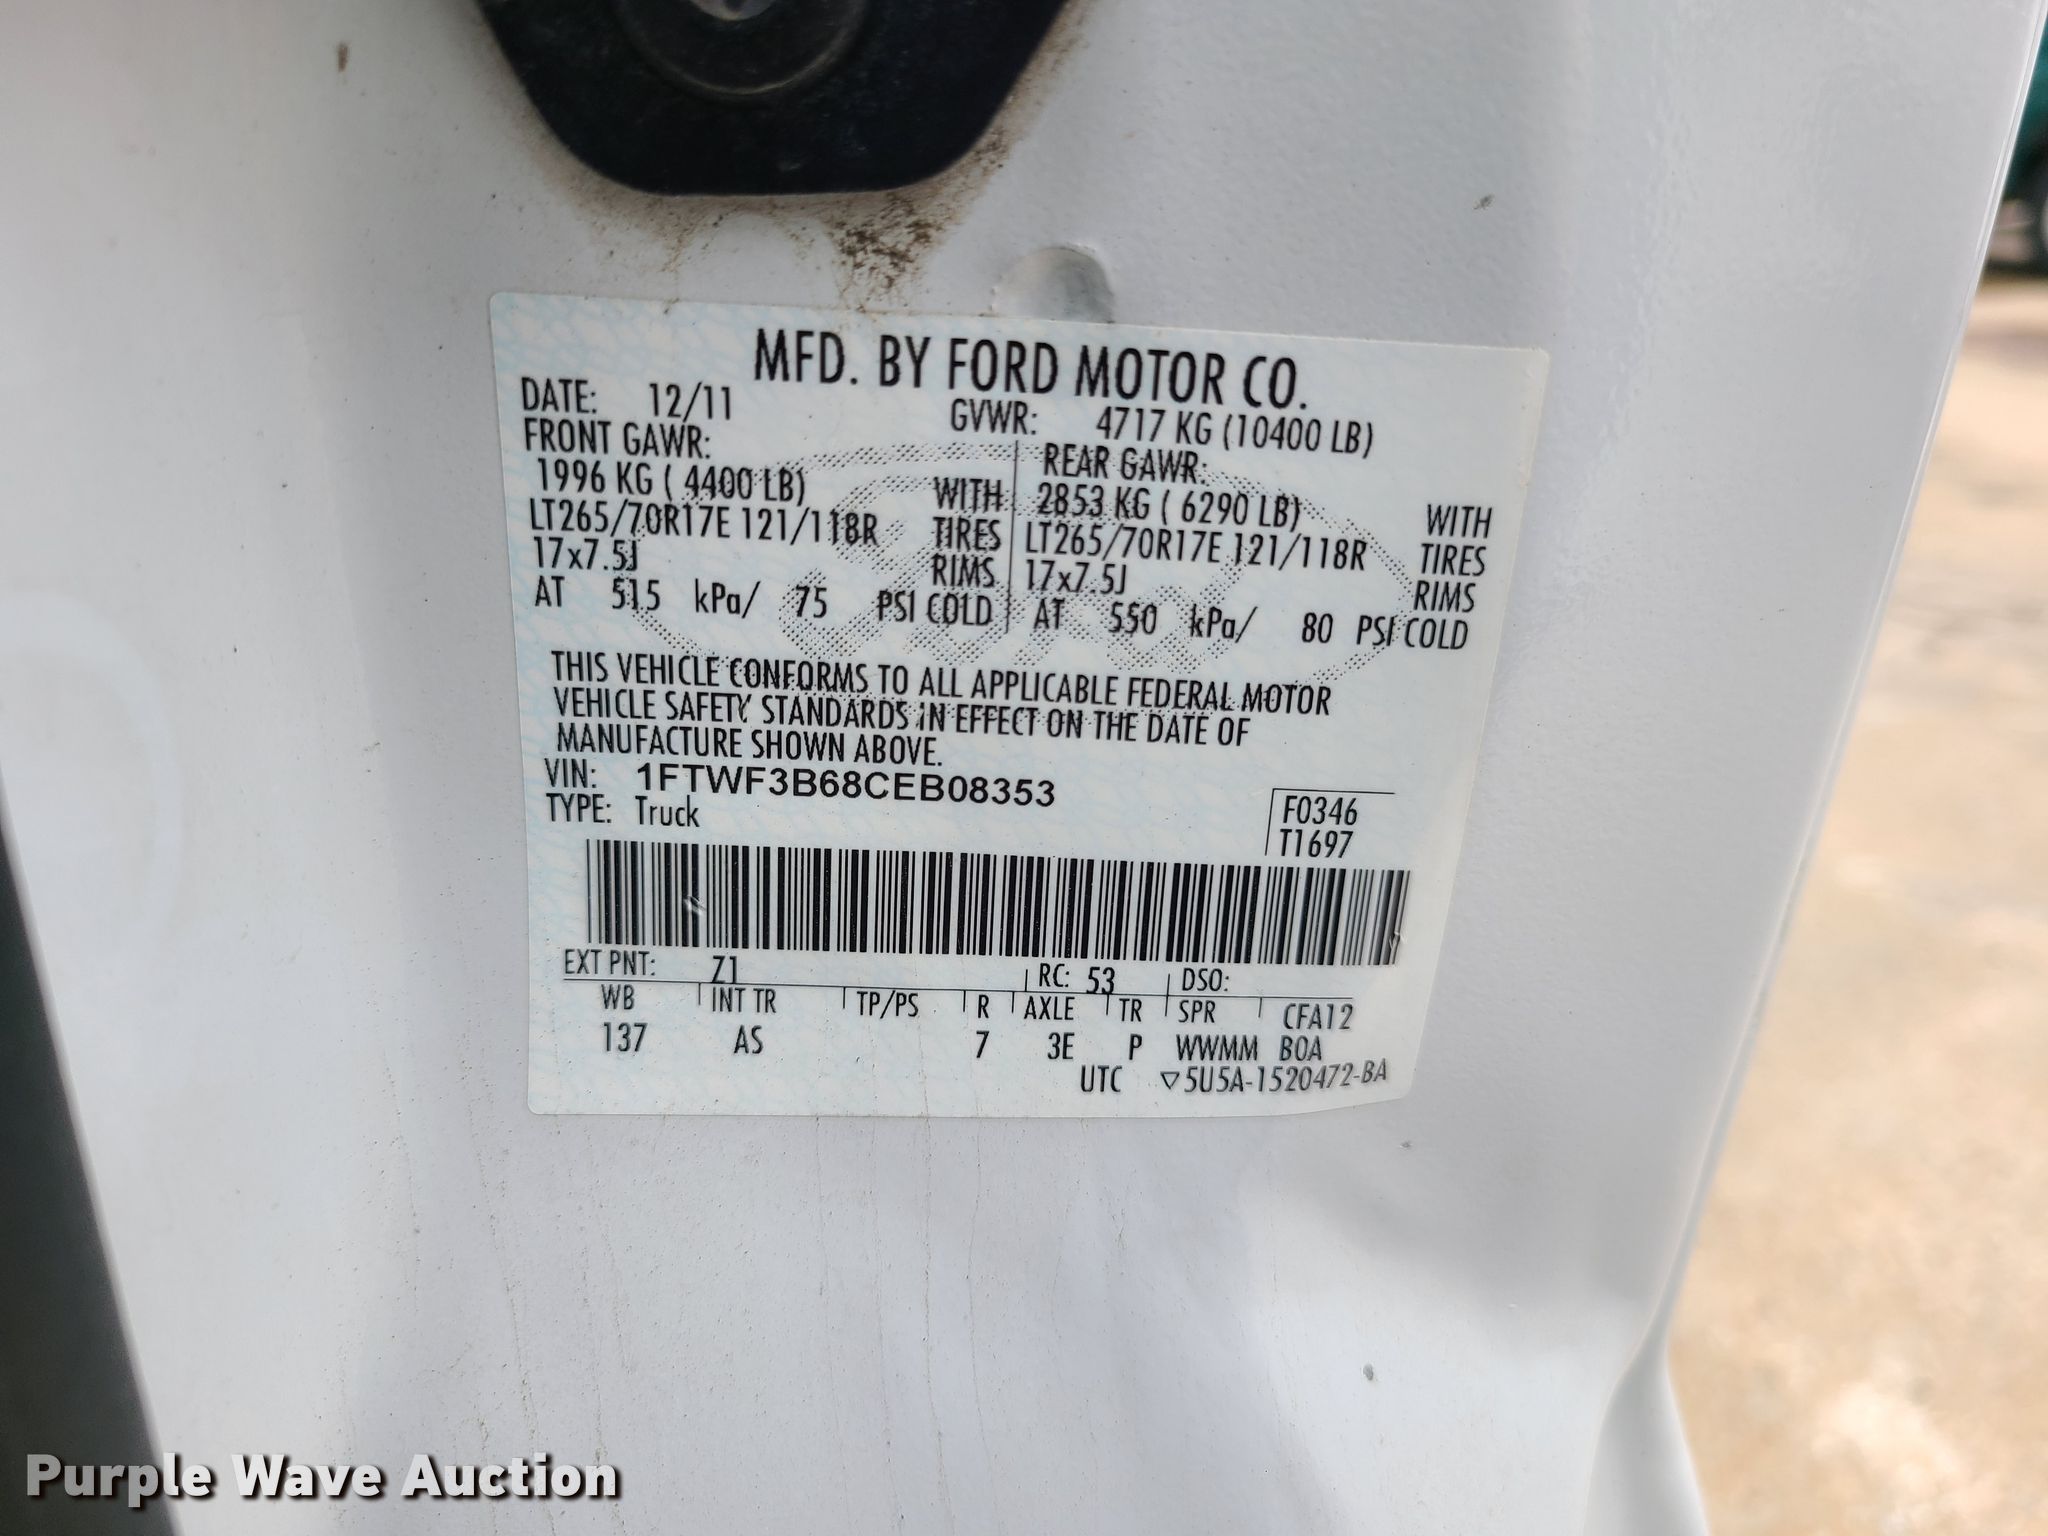 MFD. BY FORD MOTOR CO.
DATE: 12/11 GVWR: 4717 KG (10400 LB)
FRONT GAWR: REAR GAWR:
1996 KG ( 4400 LB) WITH 2853 KG ( 6290 LB) WITH
LT265/70R17E 121/118R TIRES LT265/70R17E 121/118R TIRES
17x7.5J RIMS 17x7.5J RIMS
AT 515 kPa/ 75 PSI COLD AT 550 kPa/ 80 PSI COLD
THIS VEHICLE CONFORMS TO ALL APPLICABLE FEDERAL MOTOR
VEHICLE SAFETY STANDARDS IN EFFECT ON THE DATE OF
MANUFACTURE SHOWN ABOVE.
VIN: 1FTWF3B68CEB08353
TYPE: Truck
F0346
T1697
EXT PNT: Z1 RC: 53 DSO:
WB INT TR TP/PS R AXLE TR SPR CFA12
137 AS 7 3E P WWMM BOA
UTC ▽5U5A-1520472-BA
Purple Wave Auction